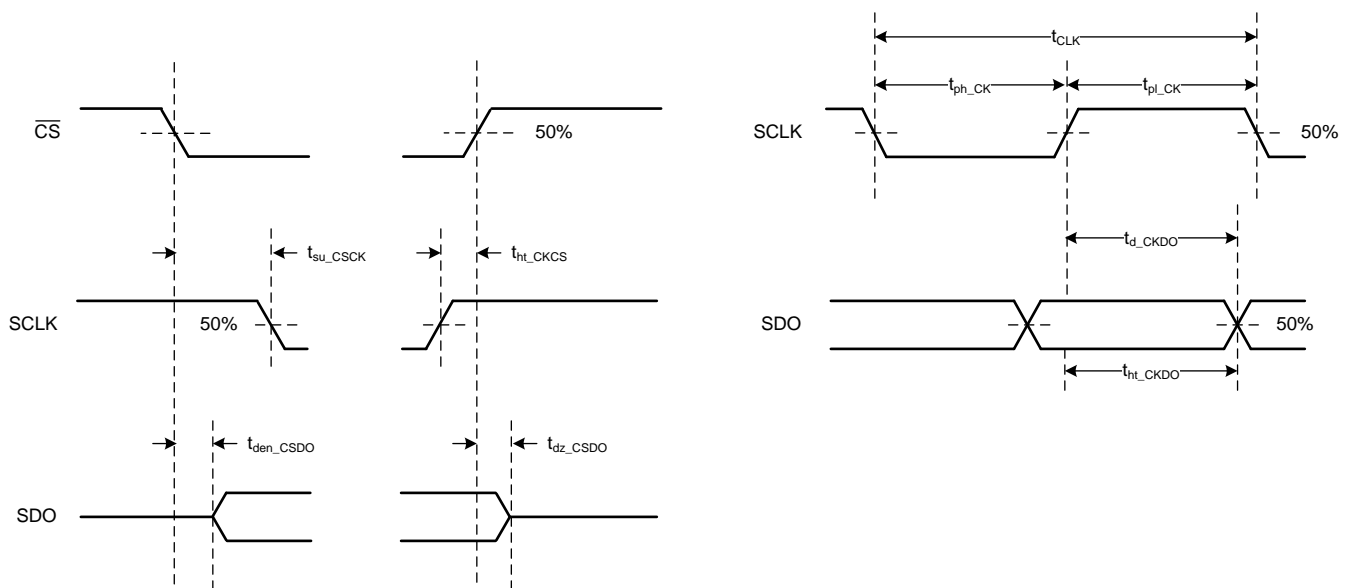 CS 50%
t_su_CSCK t_ht_CKCS
SCLK 50%
t_den_CSDO t_dz_CSDO
SDO
t_CLK
t_ph_CK t_pl_CK
SCLK 50%
t_d_CKDO
SDO 50%
t_ht_CKDO